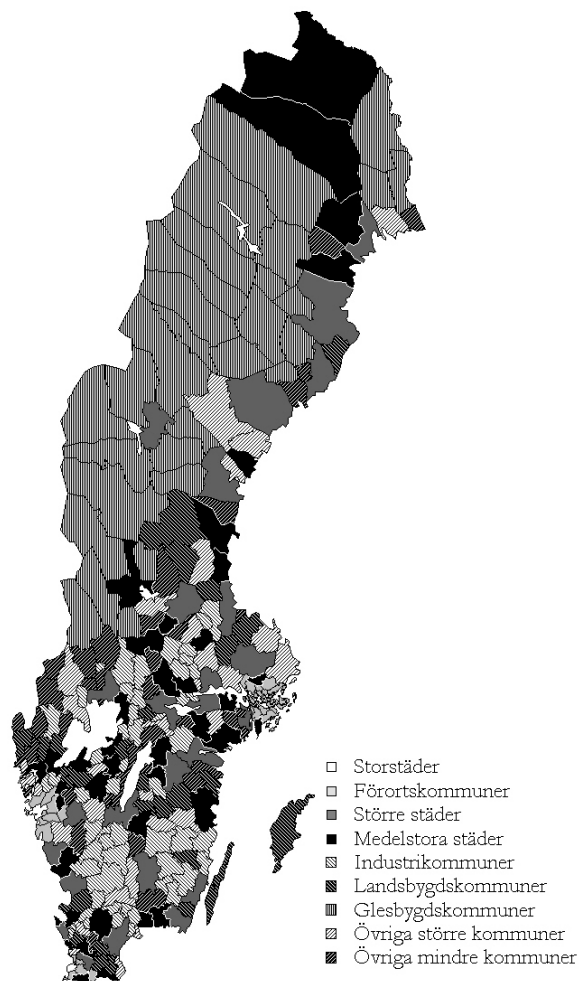 Storstäder
Förortskommuner
Större städer
Medelstora städer
Industrikommuner
Landsbygdskommuner
Glesbygdskommuner
Övriga större kommuner
Övriga mindre kommuner